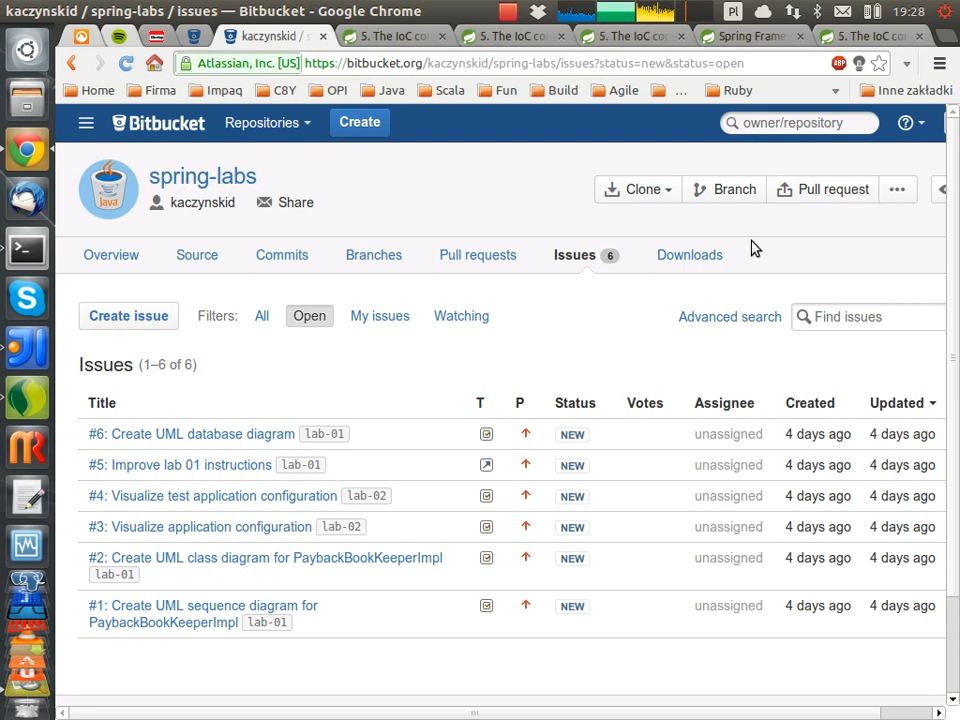 kaczynskid / spring-labs / issues — Bitbucket - Google Chrome
Pl
19:28
kaczynskid / s
5. The IoC con
5. The IoC con
5. The IoC con
Spring Frame
5. The IoC con
Atlassian, Inc. [US]
https://bitbucket.org/kaczynskid/spring-labs/issues?status=new&status=open
ABP
Home
Firma
Impaq
C8Y
OPI
Java
Scala
Fun
Build
Agile
...
Ruby
Inne zakładki
Bitbucket
Repositories
Create
owner/repository
Java
spring-labs
kaczynskid
Share
Clone
Branch
Pull request
Overview
Source
Commits
Branches
Pull requests
Issues 6
Downloads
Create issue
Filters:
All
Open
My issues
Watching
Advanced search
Find issues
Issues (1–6 of 6)
Title T P Status Votes Assignee Created Updated
#6: Create UML database diagram lab-01 NEW unassigned 4 days ago 4 days ago
#5: Improve lab 01 instructions lab-01 NEW unassigned 4 days ago 4 days ago
#4: Visualize test application configuration lab-02 NEW unassigned 4 days ago 4 days ago
#3: Visualize application configuration lab-02 NEW unassigned 4 days ago 4 days ago
#2: Create UML class diagram for PaybackBookKeeperImpl NEW unassigned 4 days ago 4 days ago
lab-01
#1: Create UML sequence diagram for NEW unassigned 4 days ago 4 days ago
PaybackBookKeeperImpl lab-01